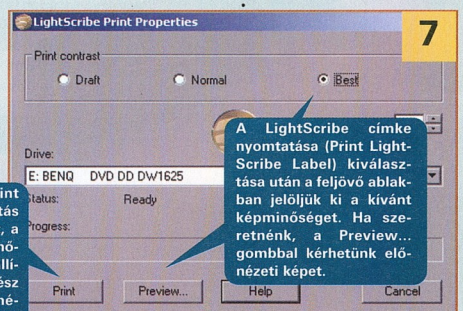 LightScribe Print Properties
7
Print contrast
Draft
Normal
Best
Drive:
E: BENQ DVD DD DW1625
Status:
Ready
Progress:
A LightScribe címke
nyomtatása (Print Light-
Scribe Label) kiválasz-
tása után a feljövő ablak-
ban jelöljük ki a kívánt
képminőséget. Ha sze-
retnénk, a Preview...
gombbal kérhetünk elő-
nézeti képet.
Print
Preview...
Help
Cancel